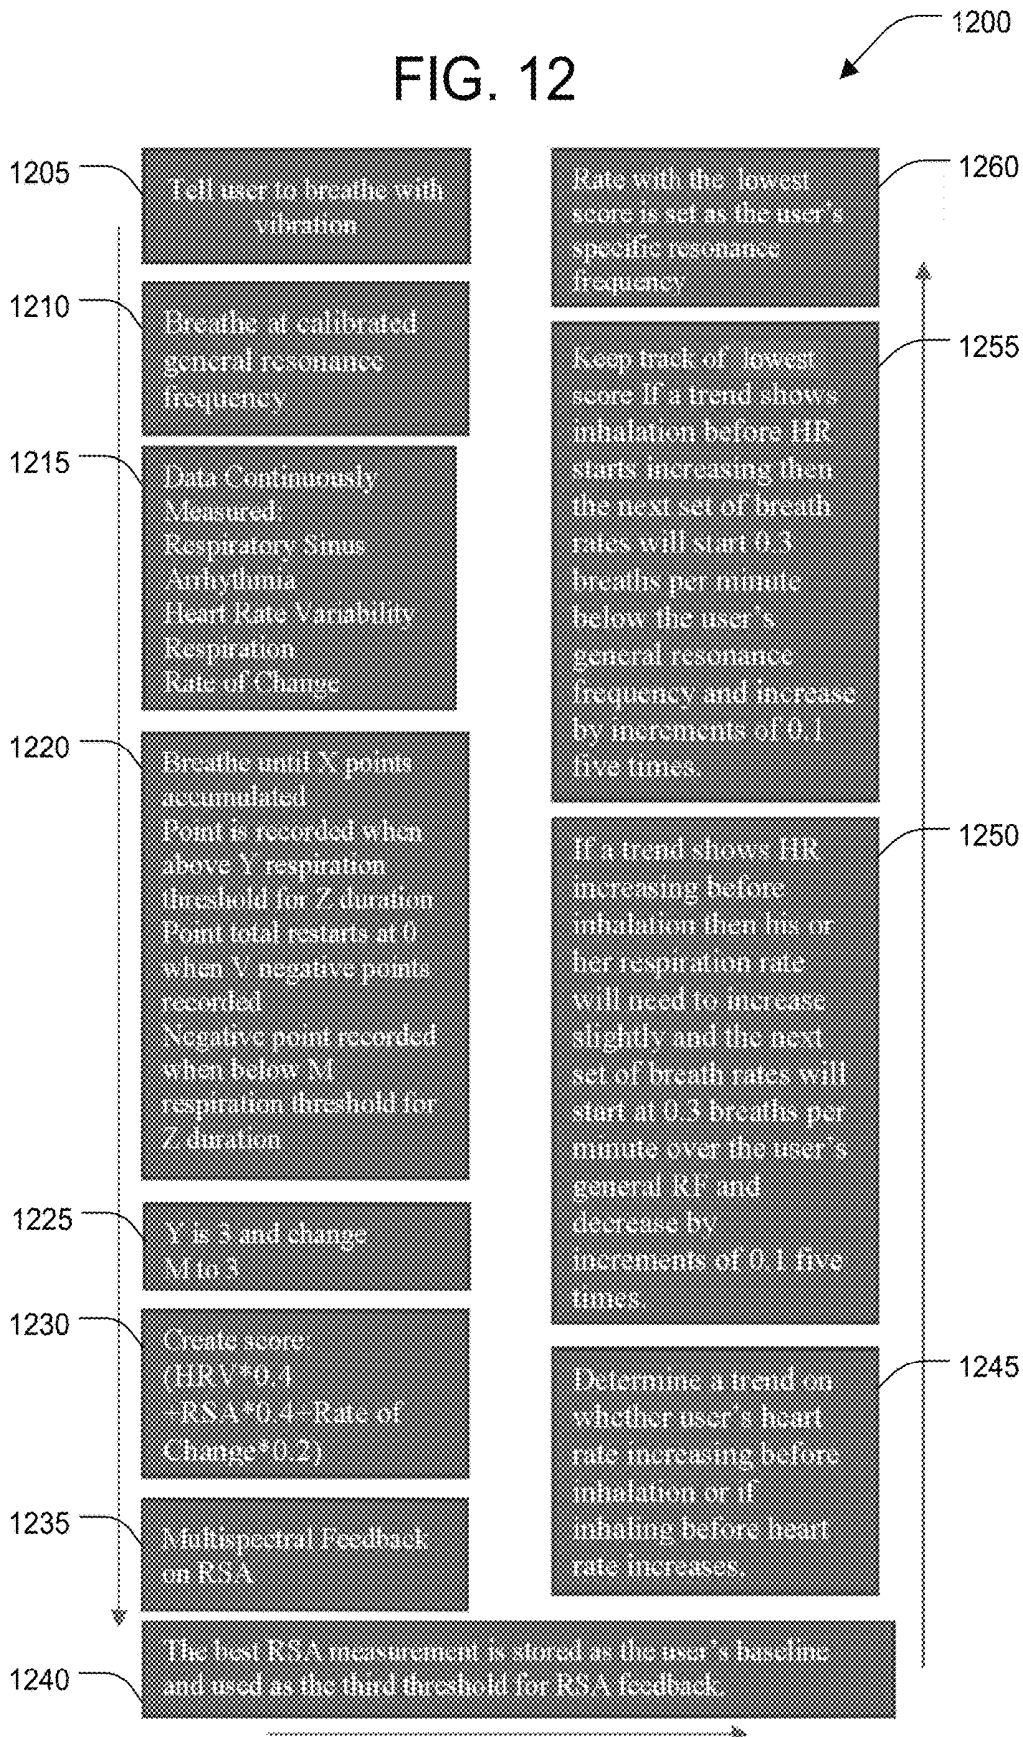 1200
FIG. 12
1205
Tell user to breathe with
vibration
1210
Breathe at calibrated
general resonance
frequency
1215
Data Continuously
Measured:
Respiratory Sinus
Arrhythmia
Heart Rate Variability
Respiration
Rate of Change
1220
Breathe until X points
accumulated
Point is recorded when
above Y respiration
threshold for Z duration
Point total restarts at 0
when V negative points
recorded
Negative point recorded
when below M
respiration threshold for
Z duration
1225
Y is 3 and change
M to 3
1230
Create score
(HRV*0.4
+RSA*0.4+Rate of
Change*0.2)
1235
Multispectral Feedback
on RSA
1240
The best RSA measurement is stored as the user's baseline
and used as the third threshold for RSA feedback.
1245
Determine a trend on
whether user's heart
rate increasing before
inhalation or if
inhaling before heart
rate increases.
1250
If a trend shows HR
increasing before
inhalation then his or
her respiration rate
will need to increase
slightly and the next
set of breath rates will
start at 0.3 breaths per
minute over the user's
general RF and
decrease by
increments of 0.1 five
times.
1255
Keep track of lowest
score If a trend shows
inhalation before HR
starts increasing then
the next set of breath
rates will start 0.3
breaths per minute
below the user's
general resonance
frequency and increase
by increments of 0.1
five times.
1260
Rate with the lowest
score is set as the user's
specific resonance
frequency